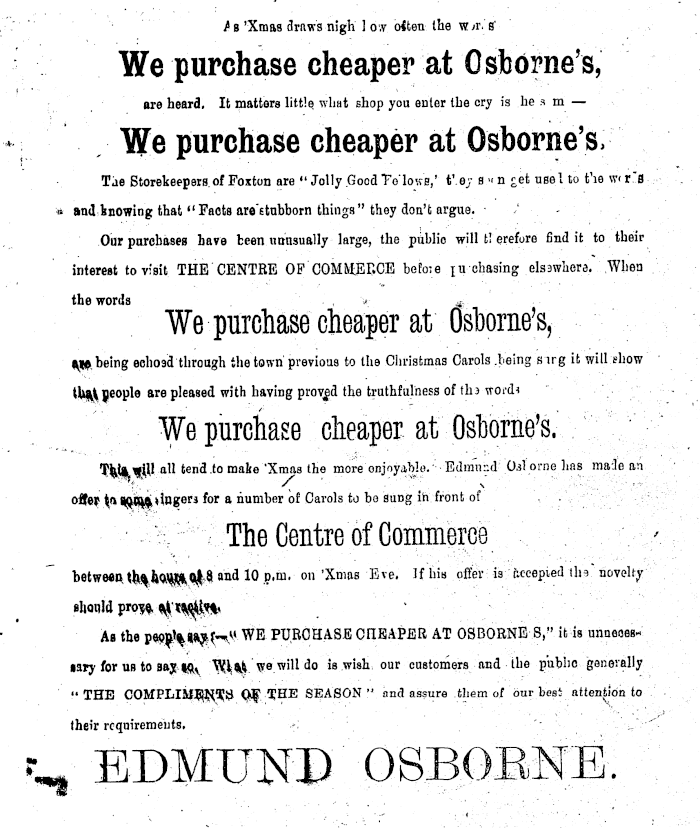 As 'Xmas draws nigh how often the words
We purchase cheaper at Osborne's,
are heard. It matters little what shop you enter the cry is the same —
We purchase cheaper at Osborne's.
The Storekeepers of Foxton are "Jolly Good Fellows,' they soon get used to the words
and knowing that "Facts are stubborn things" they don't argue.
Our purchases have been unusually large, the public will therefore find it to their
interest to visit THE CENTRE OF COMMERCE before purchasing elsewhere. When
the words
We purchase cheaper at Osborne's,
are being echoed through the town previous to the Christmas Carols being sung it will show
that people are pleased with having proved the truthfulness of the words
We purchase cheaper at Osborne's.
This will all tend to make 'Xmas the more enjoyable. Edmund Osborne has made an
offer to some singers for a number of Carols to be sung in front of
The Centre of Commerce
between the hours of 8 and 10 p.m. on 'Xmas Eve. If his offer is accepted the novelty
should prove attractive.
As the people say:—"WE PURCHASE CHEAPER AT OSBORNE'S," it is unneces-
sary for us to say so. What we will do is wish our customers and the public generally
"THE COMPLIMENTS OF THE SEASON" and assure them of our best attention to
their requirements.
EDMUND OSBORNE.